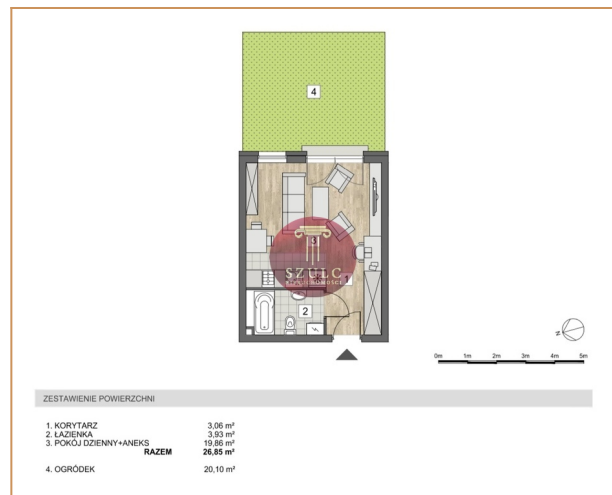 4
3
SZULC
NIERUCHOMOŚCI
1
2
N
0m 1m 2m 3m 4m 5m
ZESTAWIENIE POWIERZCHNI
1. KORYTARZ 3,06 m²
2. ŁAZIENKA 3,93 m²
3. POKÓJ DZIENNY+ANEKS 19,86 m²
RAZEM 26,85 m²
4. OGRÓDEK 20,10 m²